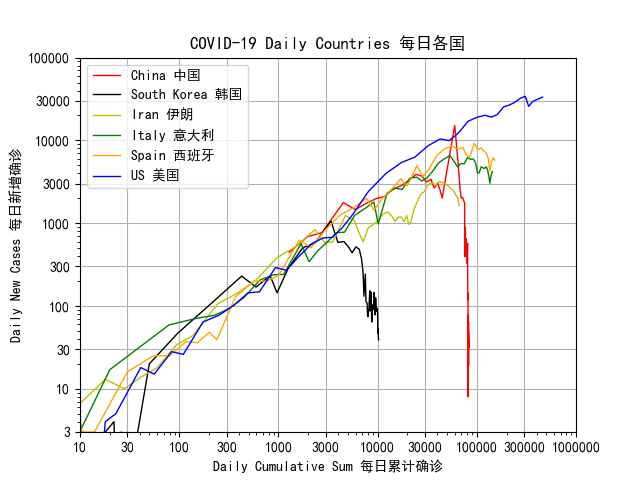 COVID-19 Daily Countries 每日各国
100000
30000
10000
3000
1000
300
100
30
10
3
Daily New Cases 每日新增确诊
China 中国
South Korea 韩国
Iran 伊朗
Italy 意大利
Spain 西班牙
US 美国
10 30 100 300 1000 3000 10000 30000 100000 300000 1000000
Daily Cumulative Sum 每日累计确诊